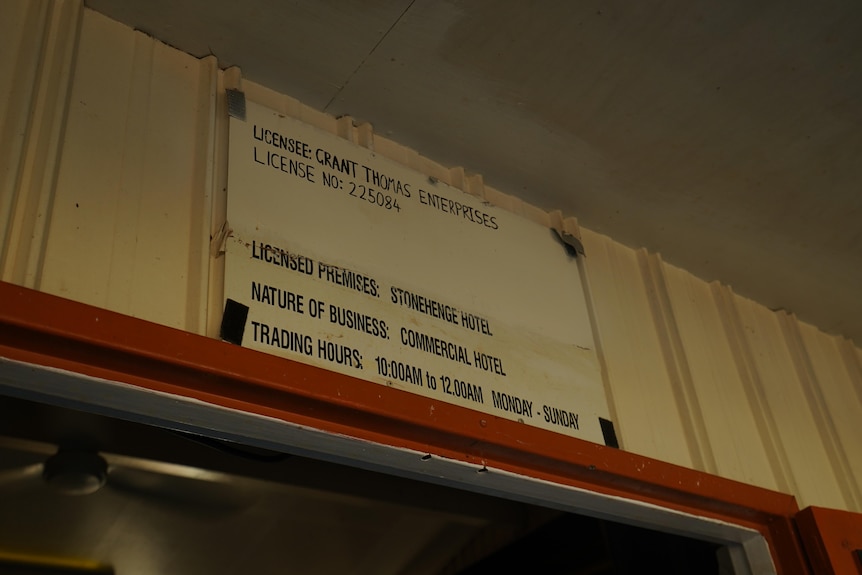 LICENSEE: GRANT THOMAS ENTERPRISES
LICENSE NO: 225084
LICENSED PREMISES: STONEHENGE HOTEL
NATURE OF BUSINESS: COMMERCIAL HOTEL
TRADING HOURS: 10:00AM to 12.00AM MONDAY - SUNDAY